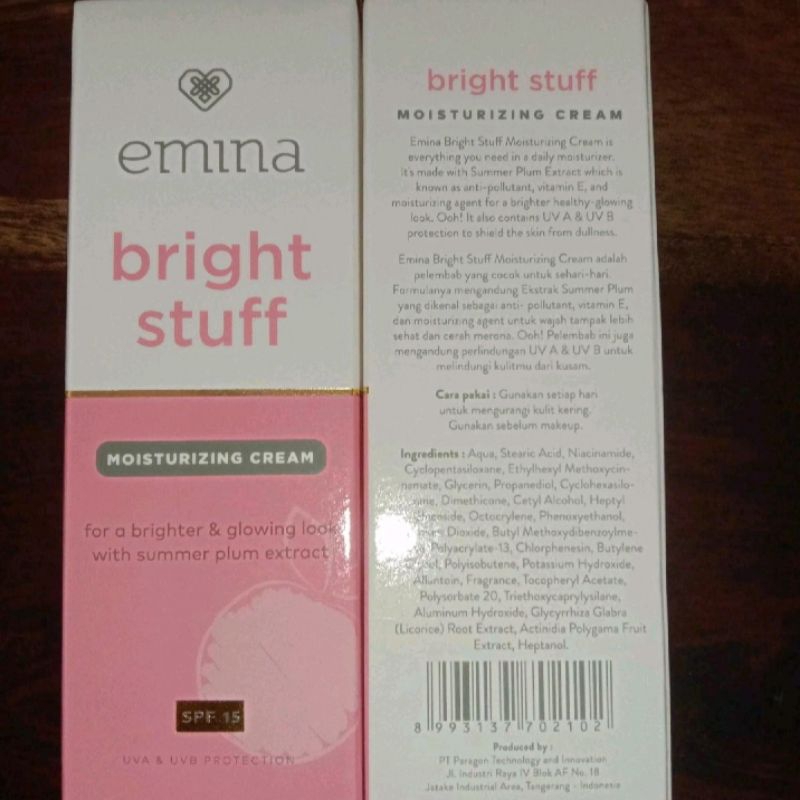 emina
bright
stuff
MOISTURIZING CREAM
for a brighter & glowing look
with summer plum extract
SPF 15
UVA & UVB PROTECTION
bright stuff
MOISTURIZING CREAM
Emina Bright Stuff Moisturizing Cream is
everything you need in a daily moisturizer.
It's made with Summer Plum Extract which is
known as anti-pollutant, vitamin E, and
moisturizing agent for a brighter healthy-glowing
look. Ooh! It also contains UV A & UV B
protection to shield the skin from dullness.
Emina Bright Stuff Moisturizing Cream adalah
pelembab yang cocok untuk sehari-hari.
Formulanya mengandung Ekstrak Summer Plum
yang dikenal sebagai anti- pollutant, vitamin E,
dan moisturizing agent untuk wajah tampak lebih
sehat dan cerah merona. Ooh! Pelembab ini juga
mengandung perlindungan UV A & UV B untuk
melindungi kulitmu dari kusam.
Cara pakai : Gunakan setiap hari
untuk mengurangi kulit kering.
Gunakan sebelum makeup.
Ingredients : Aqua, Stearic Acid, Niacinamide,
Cyclopentasiloxane, Ethylhexyl Methoxycin-
namate, Glycerin, Propanediol, Cyclohexasilo-
Dimethicone, Cetyl Alcohol, Heptyl
Octocrylene, Phenoxyethanol,
Dioxide, Butyl Methoxydibenzoylme-
Polyacrylate-13, Chlorphenesin, Butylene
Polyisobutene, Potassium Hydroxide,
Allantoin, Fragrance, Tocopheryl Acetate,
Polysorbate 20, Triethoxycaprylylsilane,
Aluminum Hydroxide, Glycyrrhiza Glabra
(Licorice) Root Extract, Actinidia Polygama Fruit
Extract, Heptanol.
8 993137 702102
Produced by :
PT Paragon Technology and Innovation
Jl. Industri Raya IV Blok AF No. 18
Jatake Industrial Area, Tangerang - Indonesia